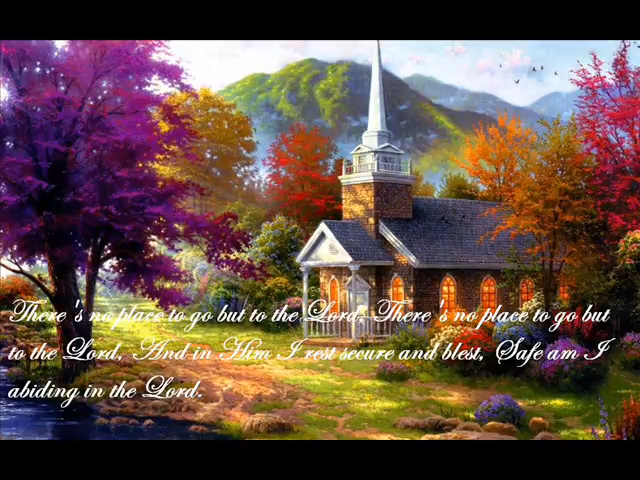 There's no place to go but to the Lord, There's no place to go but
to the Lord, And in Him I rest secure and blest, Safe am I
abiding in the Lord.